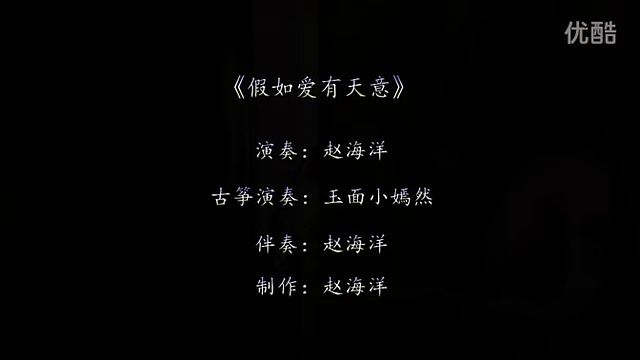 优酷
《假如爱有天意》
演奏：赵海洋
古筝演奏：玉面小嫣然
伴奏：赵海洋
制作：赵海洋